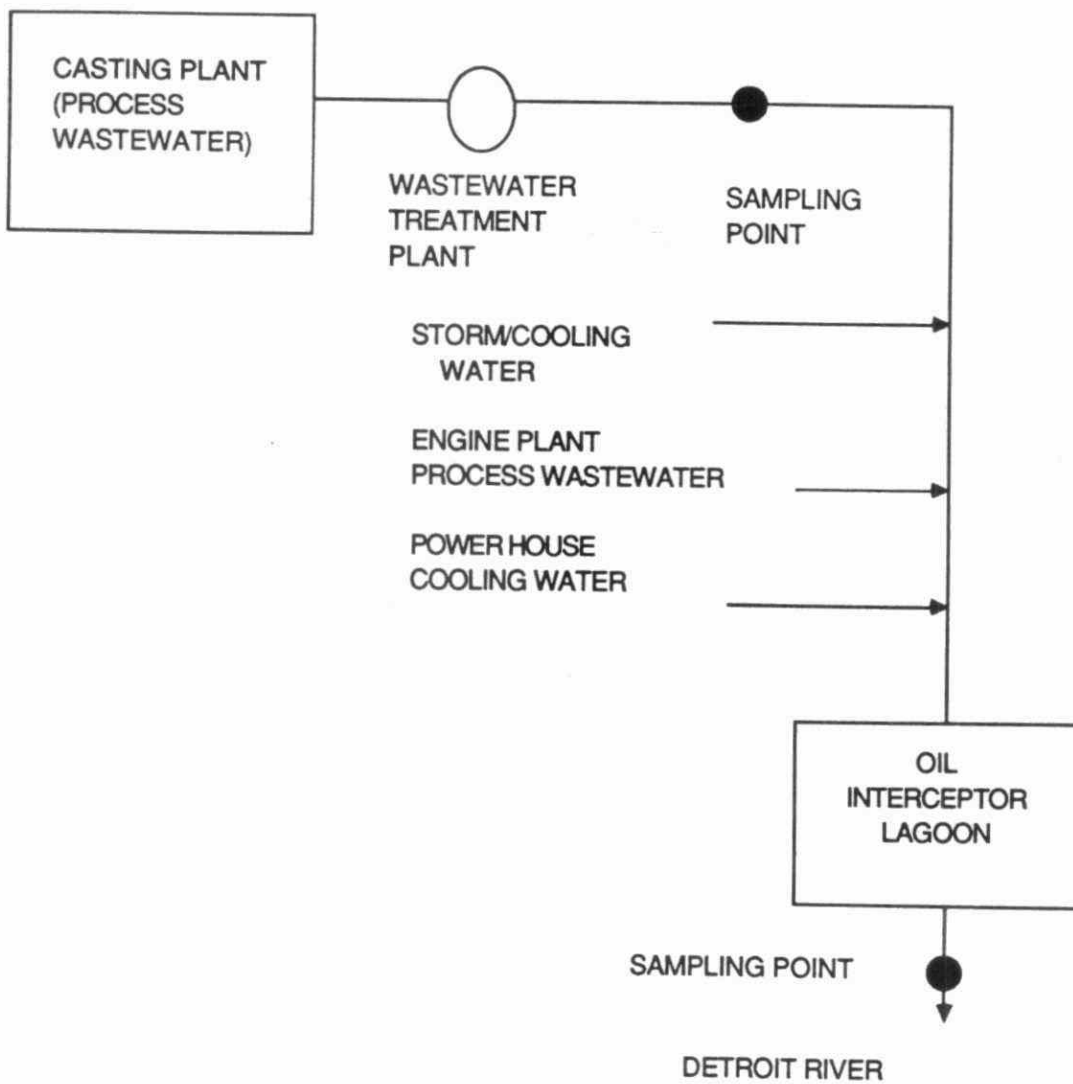 CASTING PLANT
(PROCESS
WASTEWATER)
WASTEWATER
TREATMENT
PLANT
SAMPLING
POINT
STORM/COOLING
WATER
ENGINE PLANT
PROCESS WASTEWATER
POWER HOUSE
COOLING WATER
OIL
INTERCEPTOR
LAGOON
SAMPLING POINT
DETROIT RIVER